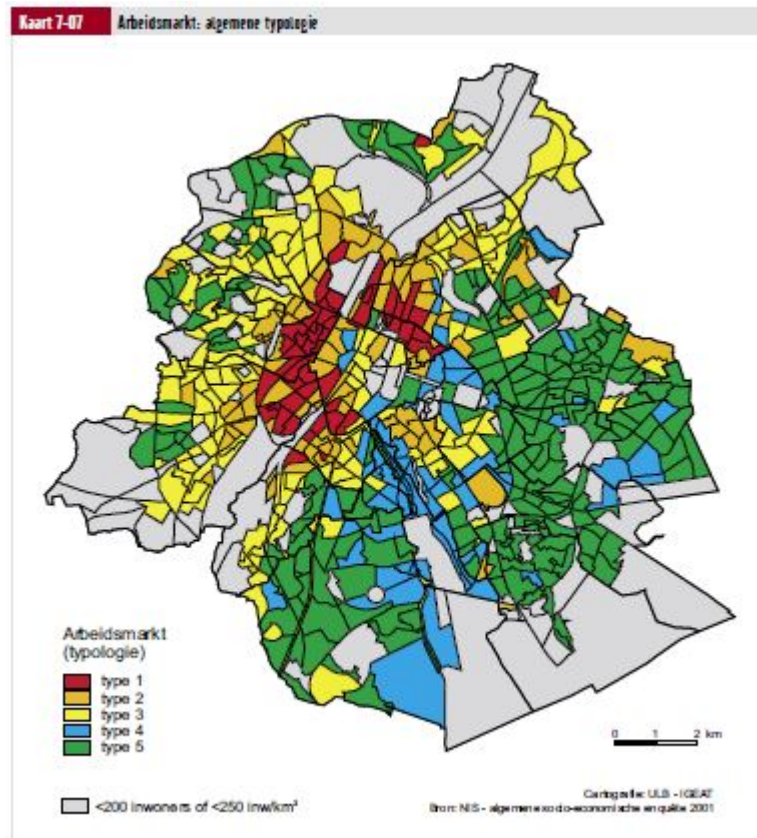 Kaart 7-07 Arbeidsmarkt: algemene typologie
Arbeidsmarkt
(typologie)
type 1
type 2
type 3
type 4
type 5
<200 inwoners of <250 inw/km²
0 1 2 km
Cartografie: ULB - IGEAT
Bron: NIS - algemene socio-economische enquête 2001